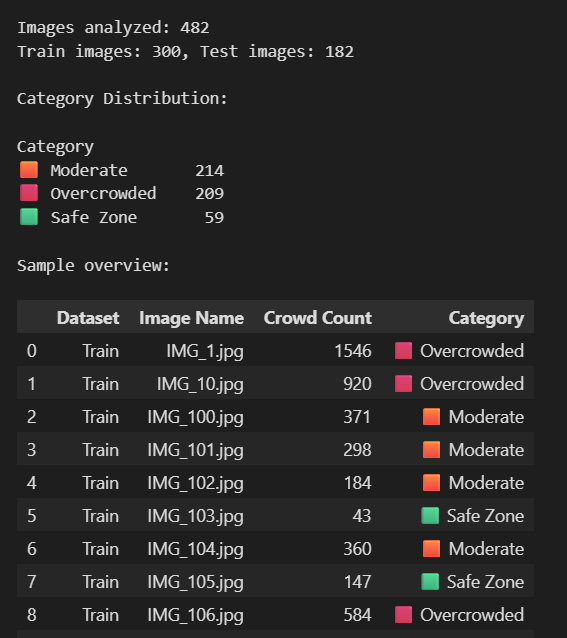 Images analyzed: 482
Train images: 300, Test images: 182
Category Distribution:
Category
🟧 Moderate 214
🟥 Overcrowded 209
🟩 Safe Zone 59
Sample overview:
Dataset Image Name Crowd Count Category
0 Train IMG_1.jpg 1546 🟥 Overcrowded
1 Train IMG_10.jpg 920 🟥 Overcrowded
2 Train IMG_100.jpg 371 🟧 Moderate
3 Train IMG_101.jpg 298 🟧 Moderate
4 Train IMG_102.jpg 184 🟧 Moderate
5 Train IMG_103.jpg 43 🟩 Safe Zone
6 Train IMG_104.jpg 360 🟧 Moderate
7 Train IMG_105.jpg 147 🟩 Safe Zone
8 Train IMG_106.jpg 584 🟥 Overcrowded